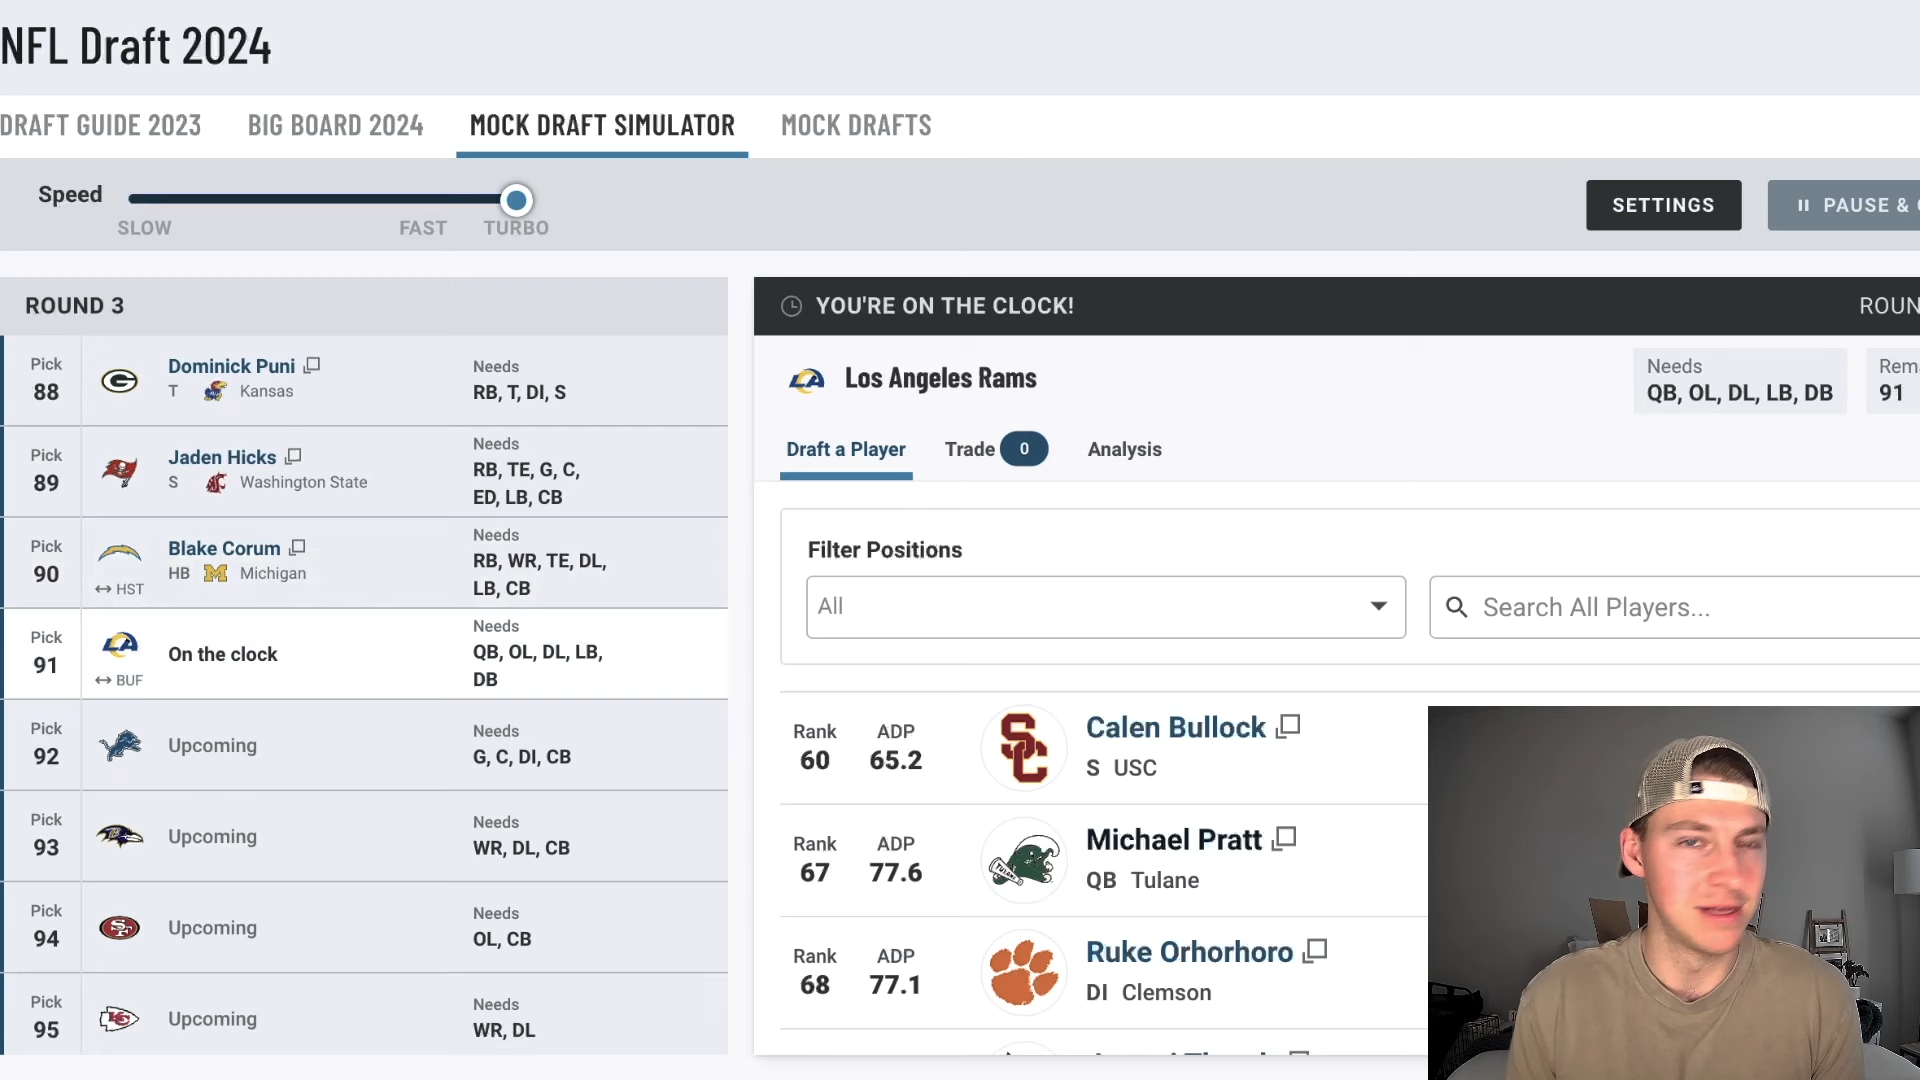 NFL Draft 2024
DRAFT GUIDE 2023
BIG BOARD 2024
MOCK DRAFT SIMULATOR
MOCK DRAFTS
Speed
SLOW
FAST
TURBO
SETTINGS
PAUSE &
ROUND 3
Pick
88
Dominick Puni
T Kansas
Needs
RB, T, DI, S
Pick
89
Jaden Hicks
S Washington State
Needs
RB, TE, G, C,
ED, LB, CB
Pick
90
HST
Blake Corum
HB Michigan
Needs
RB, WR, TE, DL,
LB, CB
Pick
91
BUF
On the clock
Needs
QB, OL, DL, LB,
DB
Pick
92
Upcoming
Needs
G, C, DI, CB
Pick
93
Upcoming
Needs
WR, DL, CB
Pick
94
Upcoming
Needs
OL, CB
Pick
95
Upcoming
Needs
WR, DL
YOU'RE ON THE CLOCK!
ROUN
Los Angeles Rams
Needs
QB, OL, DL, LB, DB
Rem
91
Draft a Player
Trade 0
Analysis
Filter Positions
All
Search All Players...
Rank
60
ADP
65.2
Calen Bullock
S USC
Rank
67
ADP
77.6
TULANE
Michael Pratt
QB Tulane
Rank
68
ADP
77.1
Ruke Orhorhoro
DI Clemson